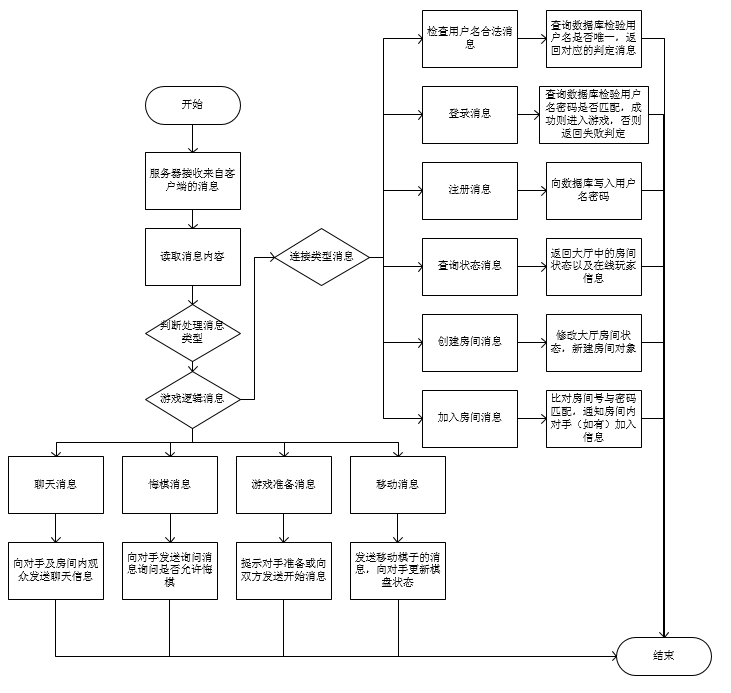 开始
服务器接收来自客
户端的消息
读取消息内容
判断处理消息
类型
游戏逻辑消息
连接类型消息
检查用户名合法消
息
查询数据库检验用
户名是否唯一，返
回对应的判定消息
登录消息
查询数据库检验用户
名密码是否匹配，成
功则进入游戏，否则
返回失败判定
注册消息
向数据库写入用户
名密码
查询状态消息
返回大厅中的房间
状态以及在线玩家
信息
创建房间消息
修改大厅房间状
态，新建房间对象
加入房间消息
比对房间号与密码
匹配，通知房间内
对手（如有）加入
信息
聊天消息
悔棋消息
游戏准备消息
移动消息
向对手及房间内观
众发送聊天信息
向对手发送询问消
息询问是否允许悔
棋
提示对手准备或向
双方发送开始消息
发送移动棋子的消
息，向对手更新棋
盘状态
结束